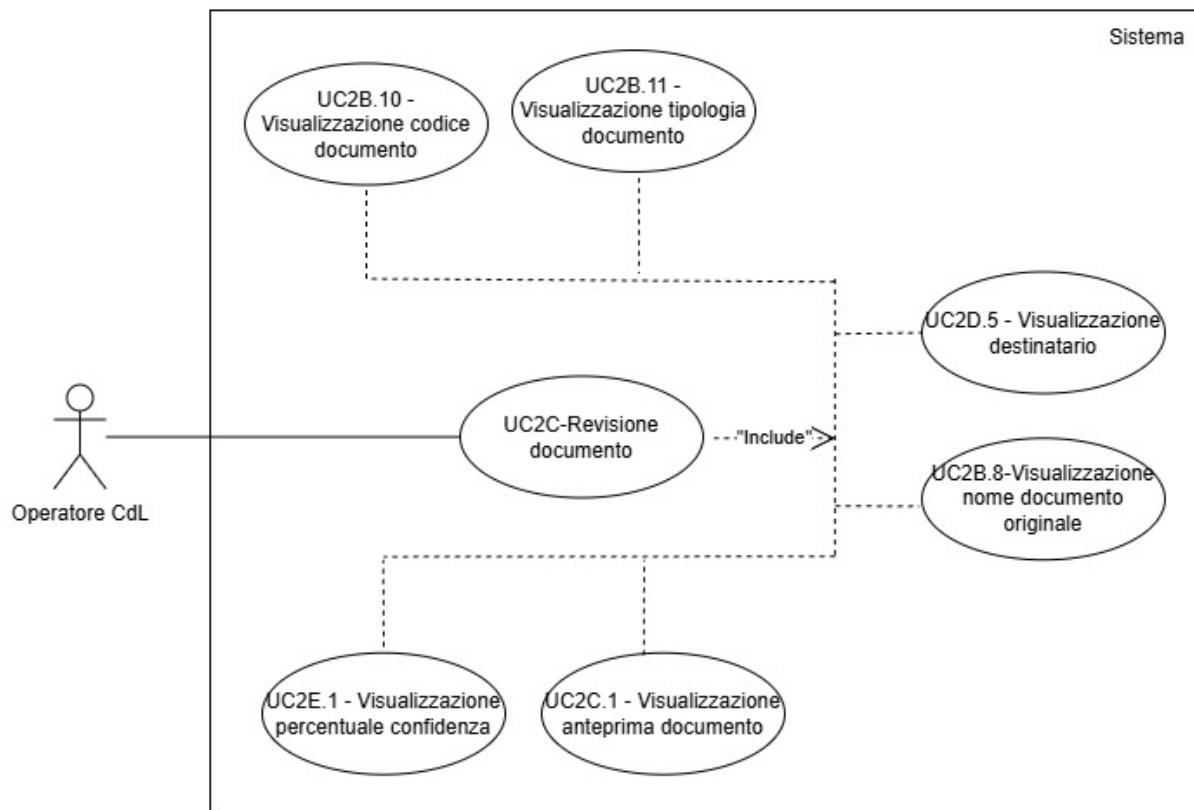 Sistema
UC2B.10 -
Visualizzazione codice
documento
UC2B.11 -
Visualizzazione tipologia
documento
UC2D.5 - Visualizzazione
destinatario
UC2C-Revisione
documento
"Include"
UC2B.8-Visualizzazione
nome documento
originale
Operatore CdL
UC2E.1 - Visualizzazione
percentuale confidenza
UC2C.1 - Visualizzazione
anteprima documento